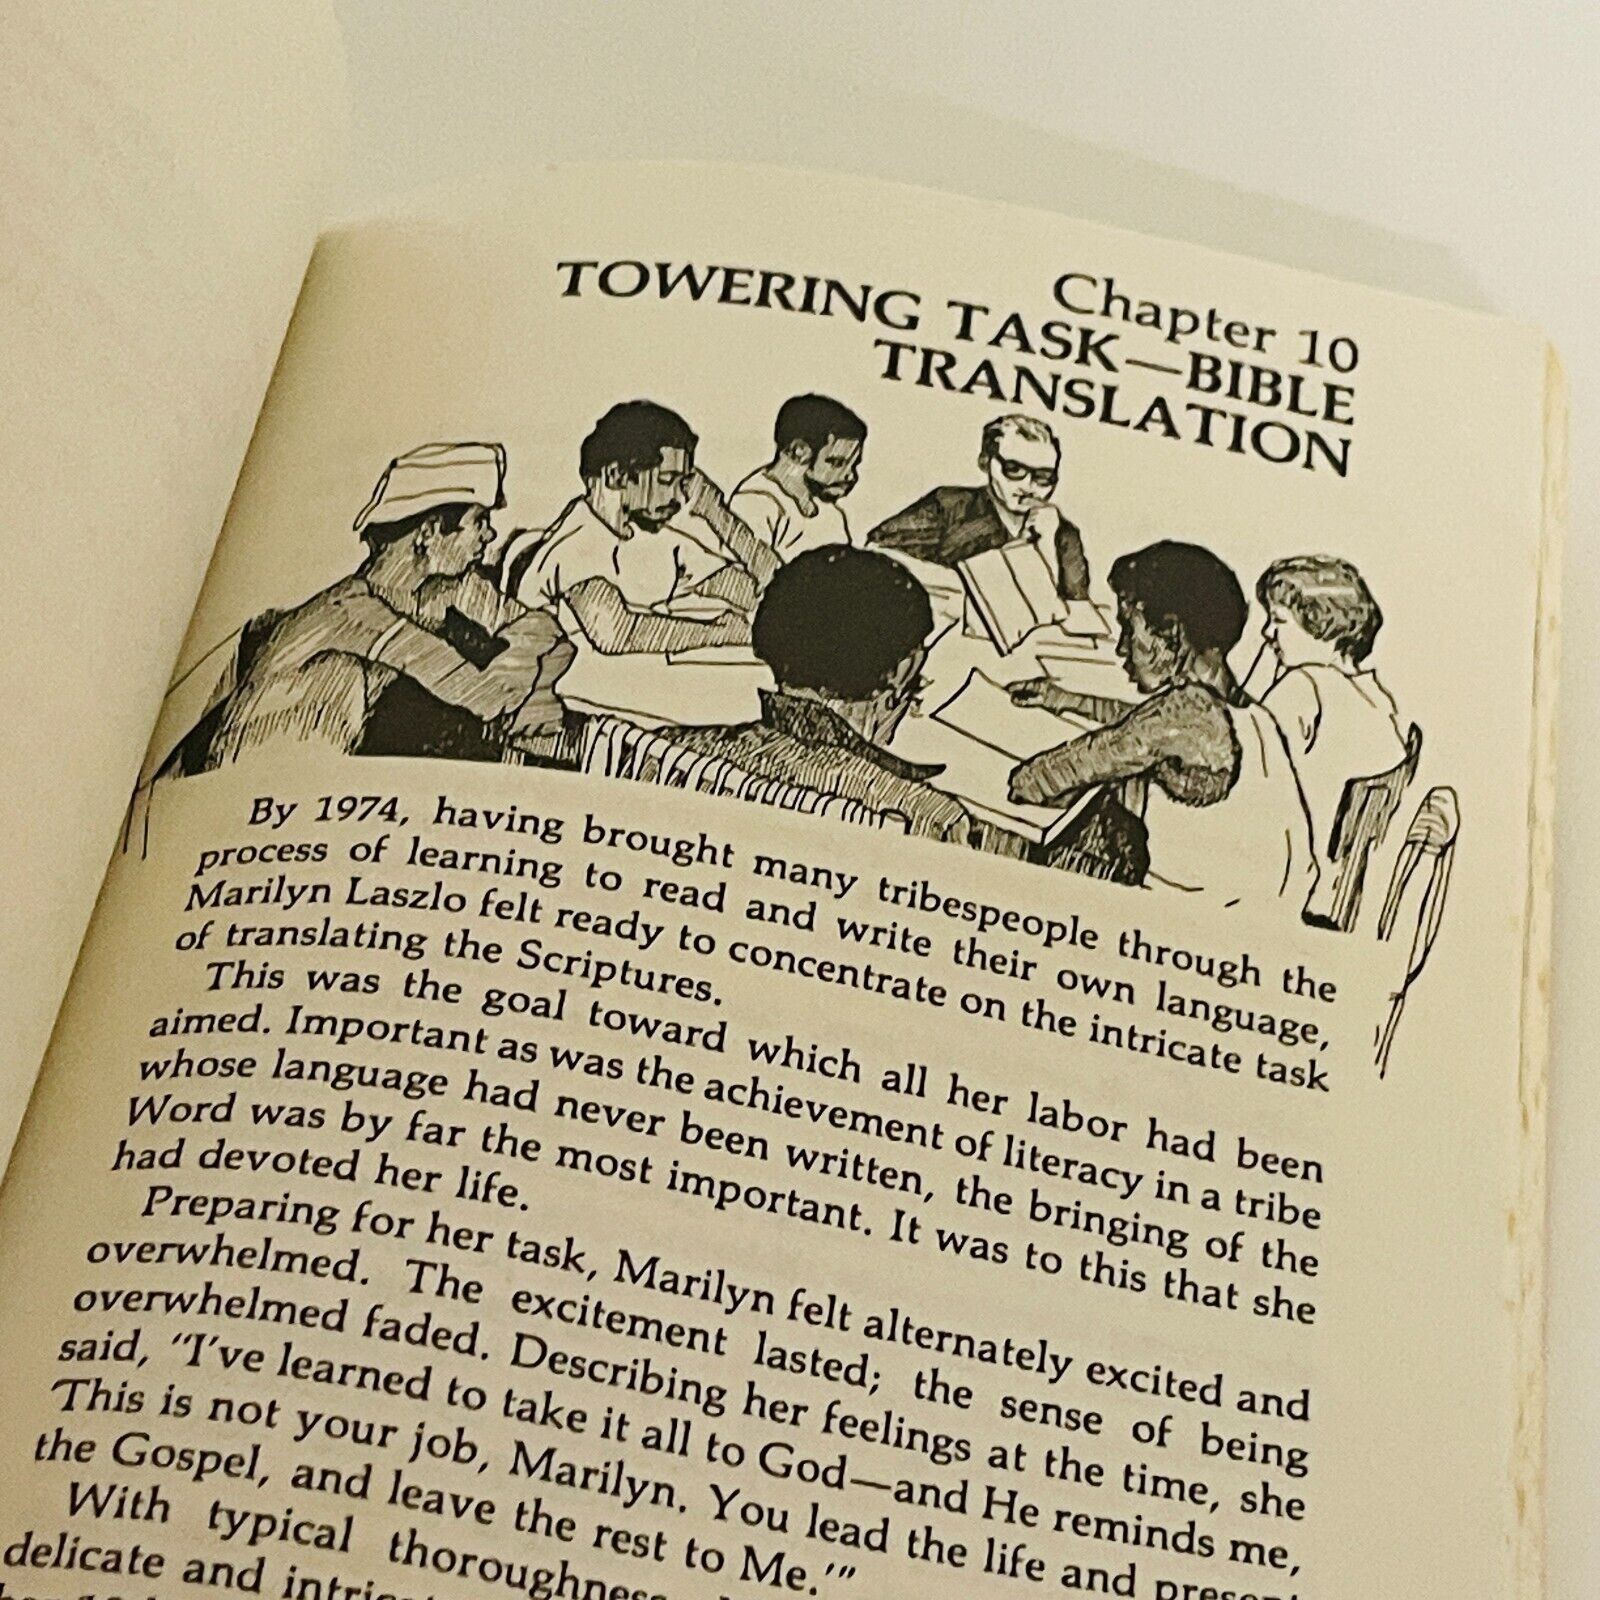 Chapter 10
TOWERING TASK—BIBLE
TRANSLATION
By 1974, having brought many tribespeople through the
process of learning to read and write their own language,
Marilyn Laszlo felt ready to concentrate on the intricate task
of translating the Scriptures.
This was the goal toward which all her labor had been
aimed. Important as was the achievement of literacy in a tribe
whose language had never been written, the bringing of the
Word was by far the most important. It was to this that she
had devoted her life.
Preparing for her task, Marilyn felt alternately excited and
overwhelmed. The excitement lasted; the sense of being
overwhelmed faded. Describing her feelings at the time, she
said, "I've learned to take it all to God—and He reminds me,
'This is not your job, Marilyn. You lead the life and present
the Gospel, and leave the rest to Me.'"
With typical thoroughness
delicate and